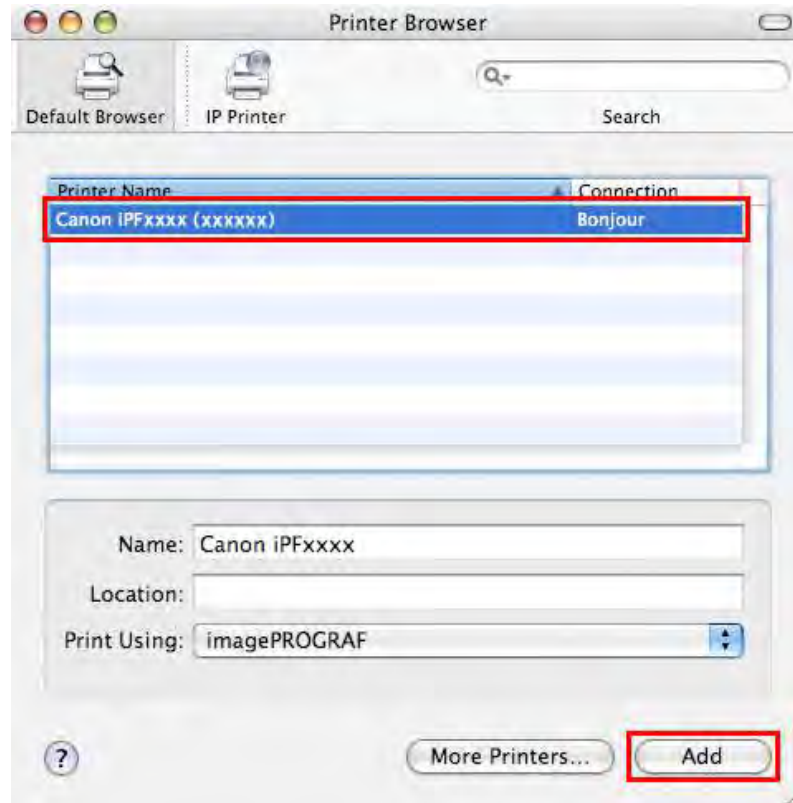 Printer Browser
Default Browser IP Printer Search
Printer Name Connection
Canon iPFxxxx (xxxxxx) Bonjour
Name: Canon iPFxxxx
Location:
Print Using: imagePROGRAF
? More Printers... Add